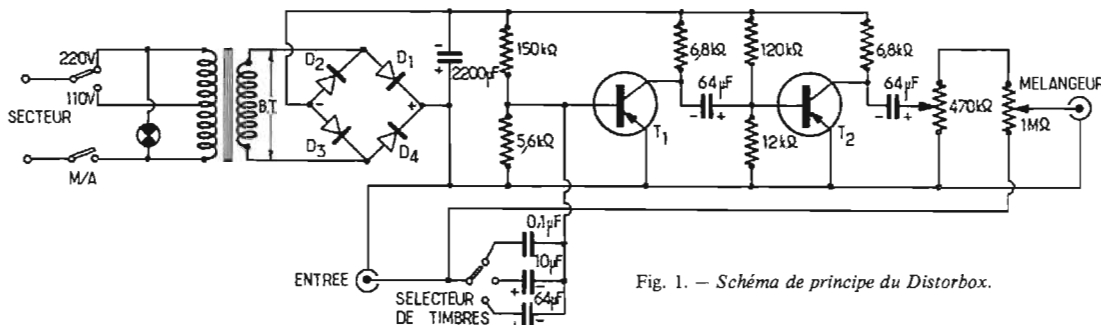 220V
110V
SECTEUR
M/A
B.T.
D2
D1
D3
D4
-
+
-
+
2200µF
150kΩ
5,6kΩ
T1
6,8kΩ
64µF
- +
120kΩ
12kΩ
T2
6,8kΩ
64µF
- +
470kΩ
1MΩ
MELANGEUR
ENTREE
SELECTEUR
DE TIMBRES
0,1µF
10µF
+ -
64µF
+ -
Fig. 1. — Schéma de principe du Distorbox.